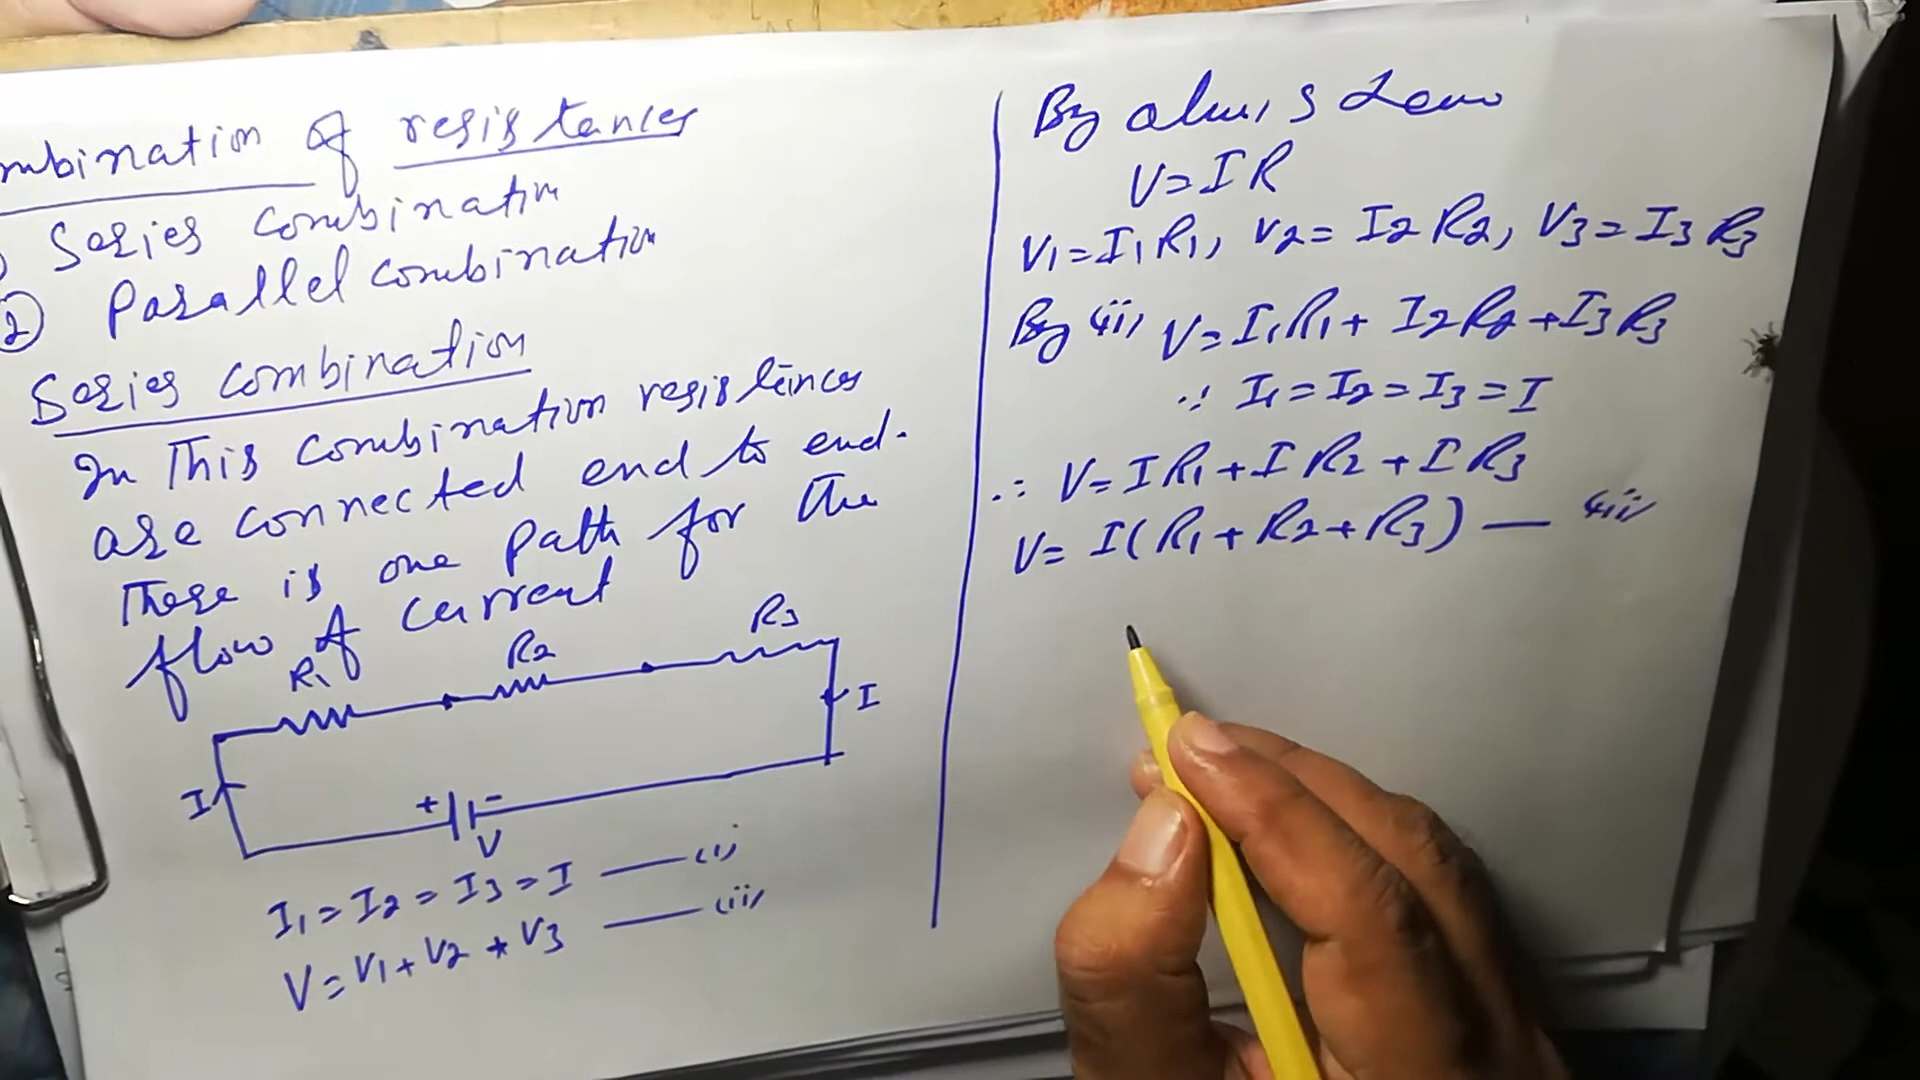 mbination of resistances
Series combination
2) Parallel combination
Series combination
In This combination resistances
are connected end to end.
There is one path for the
flow of current
R1
R2
R3
I
I
+ -
V
I1 = I2 = I3 = I — (i)
V = V1 + V2 + V3 — (ii)
By ohm's Law
V = IR
V1 = I1R1, V2 = I2R2, V3 = I3R3
By (ii) V = I1R1 + I2R2 + I3R3
∵ I1 = I2 = I3 = I
∴ V = IR1 + IR2 + IR3
V = I(R1 + R2 + R3) — (iii)